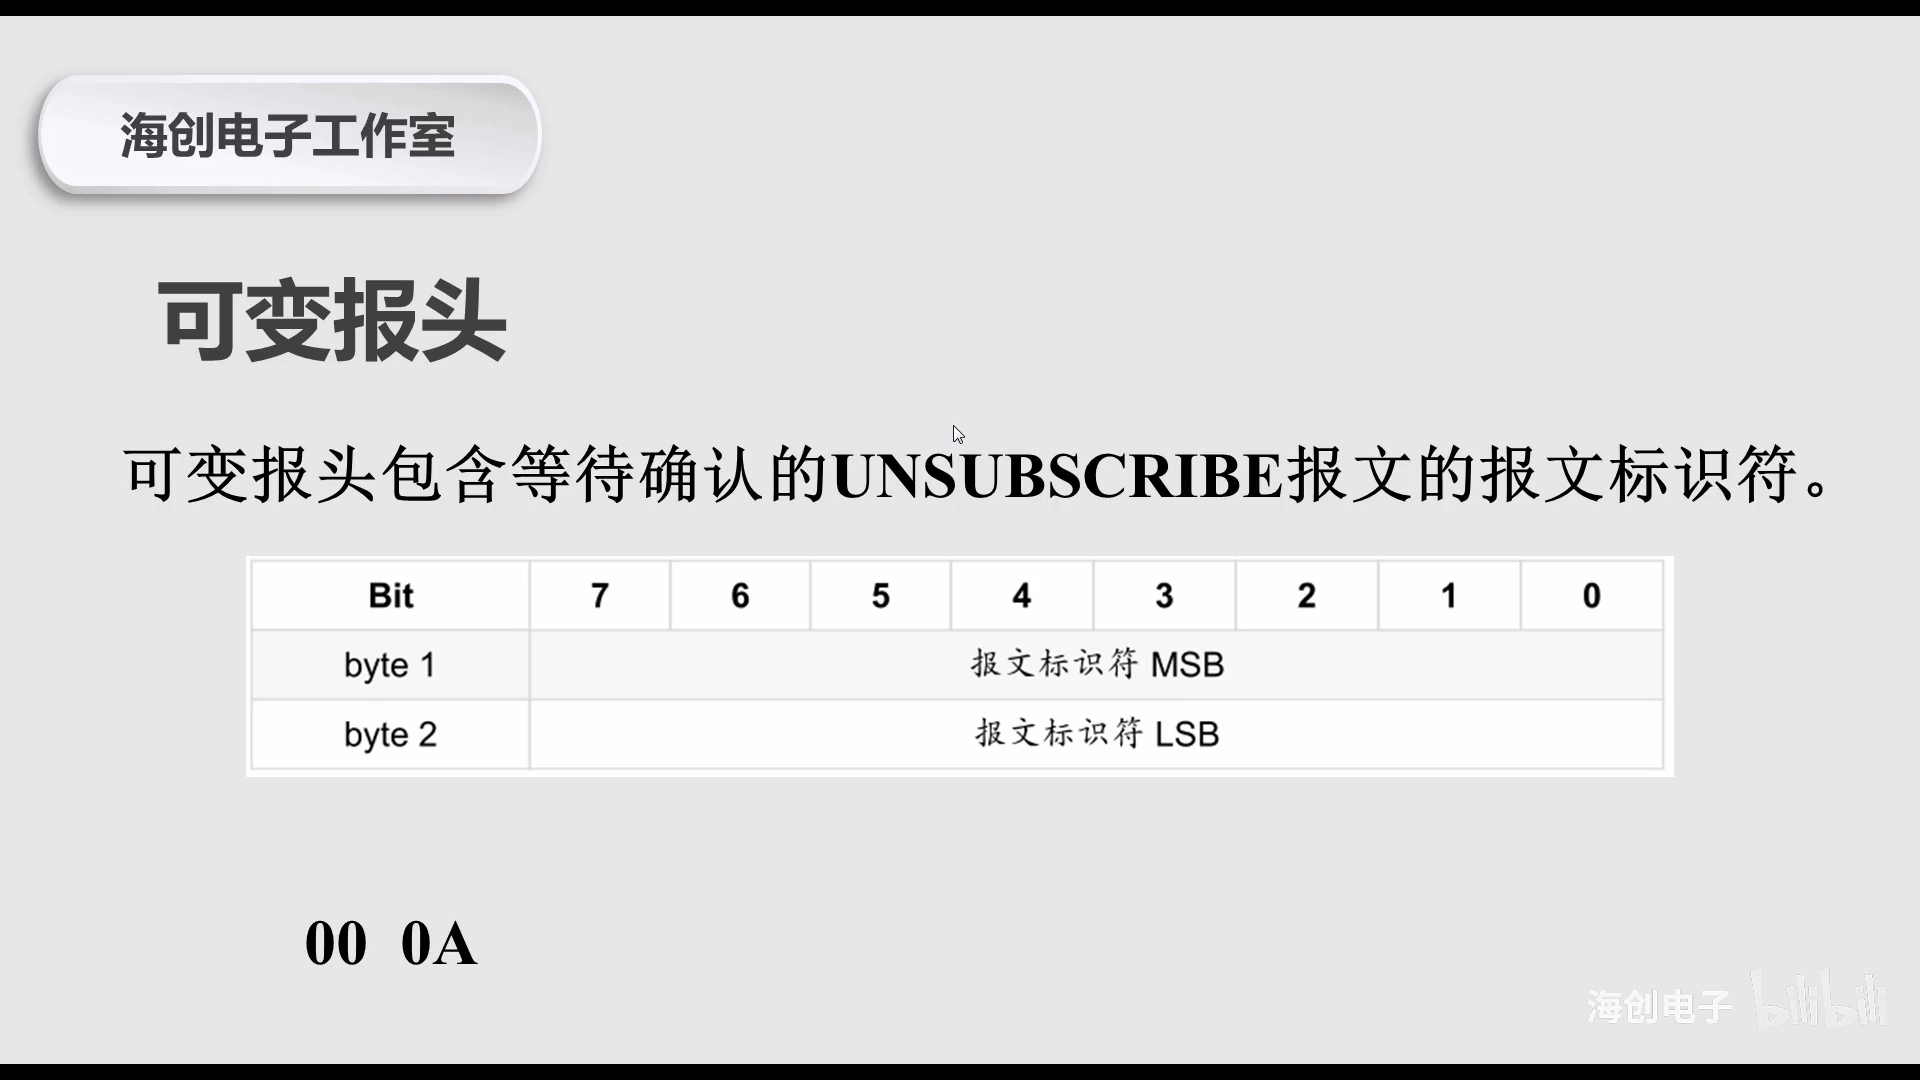 海创电子工作室
可变报头
可变报头包含等待确认的UNSUBSCRIBE报文的报文标识符。
Bit 7 6 5 4 3 2 1 0
byte 1 报文标识符 MSB
byte 2 报文标识符 LSB
00 0A
海创电子 bilibili